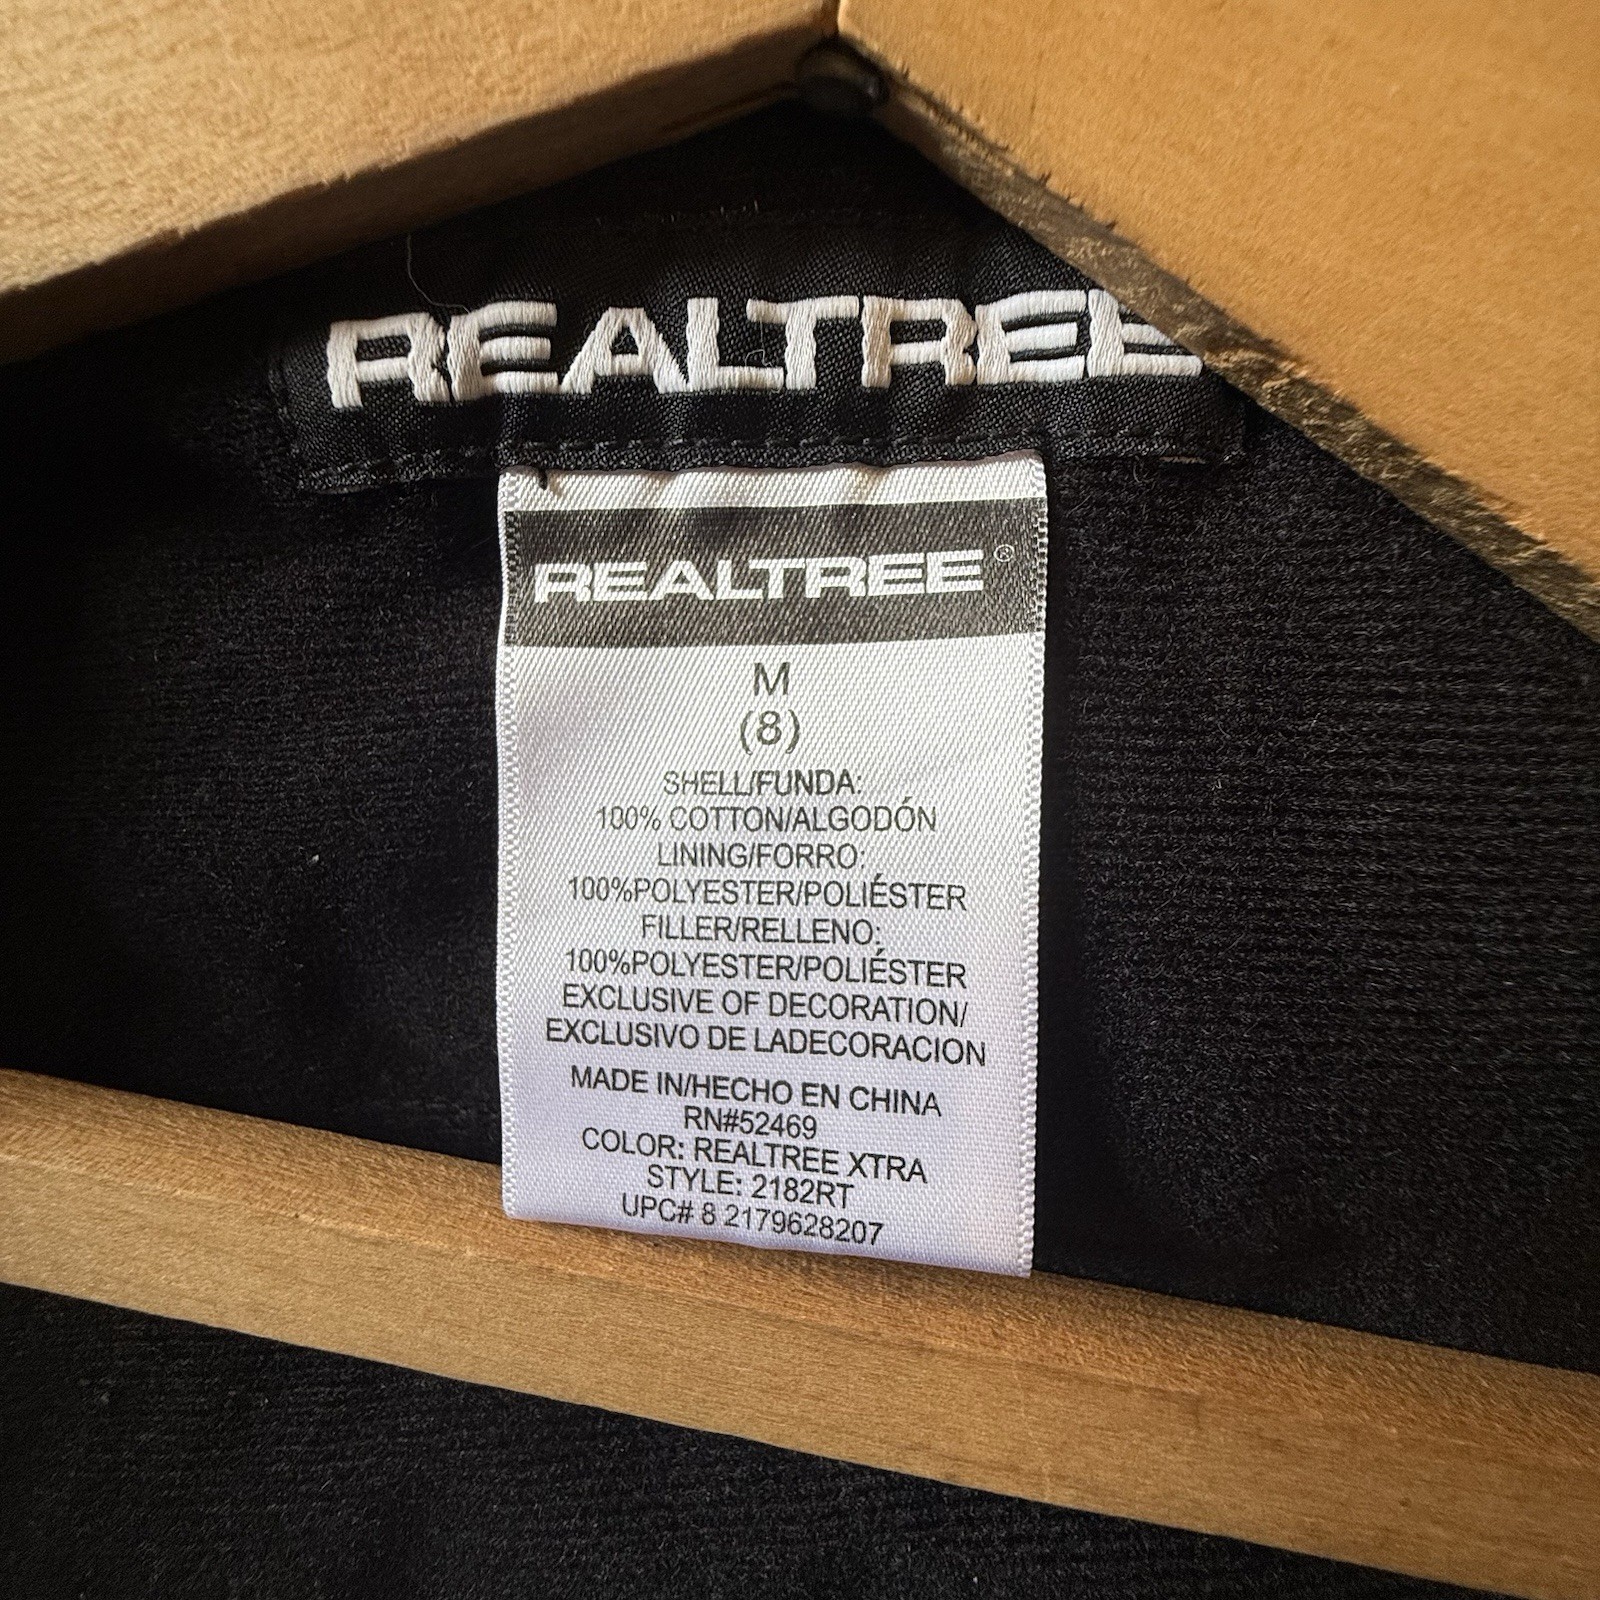 REALTREE
REALTREE®
M
(8)
SHELL/FUNDA:
100% COTTON/ALGODÓN
LINING/FORRO:
100%POLYESTER/POLIÉSTER
FILLER/RELLENO:
100%POLYESTER/POLIÉSTER
EXCLUSIVE OF DECORATION/
EXCLUSIVO DE LADECORACION
MADE IN/HECHO EN CHINA
RN#52469
COLOR: REALTREE XTRA
STYLE: 2182RT
UPC# 8 2179628207